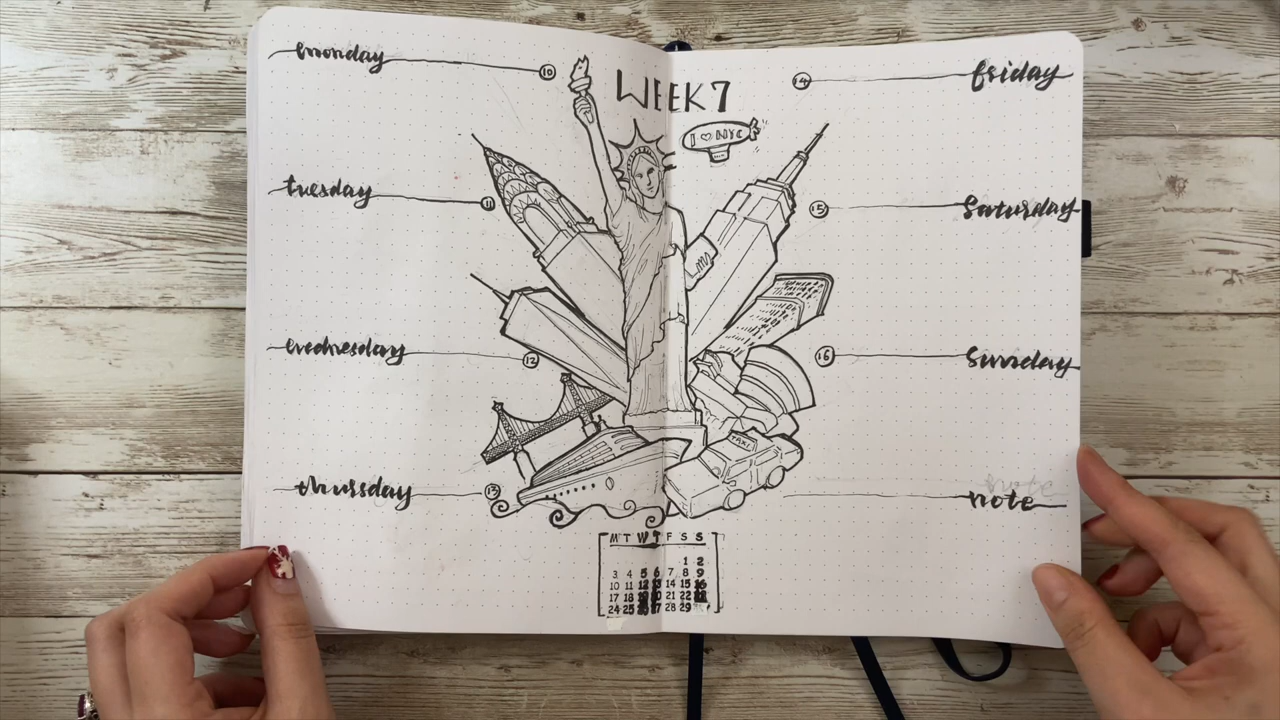 WEEK 7
monday 10
tuesday 11
wednesday 12
thursday 13
14 friday
15 Saturday
16 Sunday
note
I ♡ NYC
TAXI
M T W T F S S
1 2
3 4 5 6 7 8 9
10 11 12 13 14 15 16
17 18 19 20 21 22
24 25 26 27 28 29